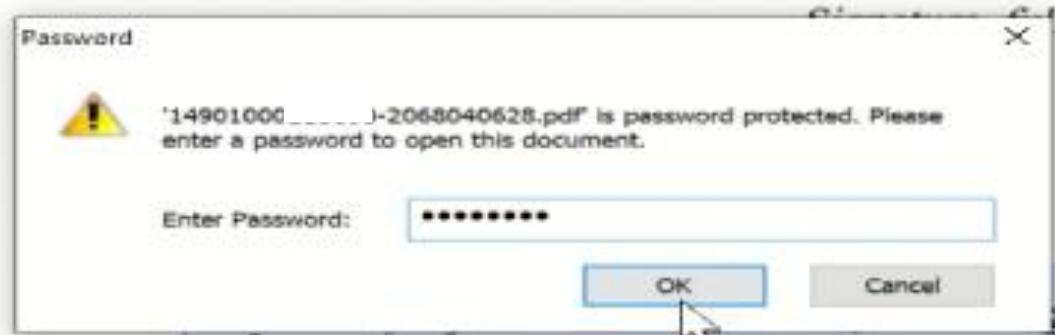 Password
'14901000 -2068040628.pdf' is password protected. Please
enter a password to open this document.
Enter Password: ••••••••
OK
Cancel